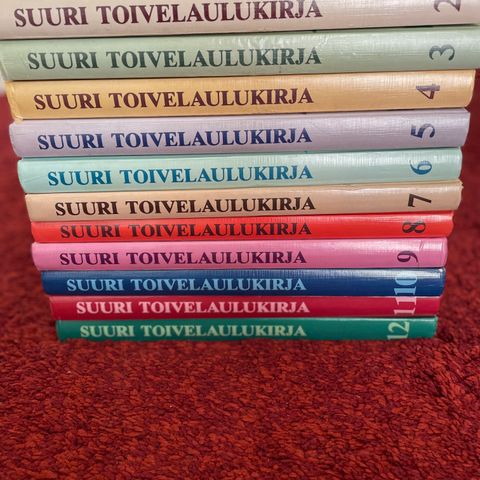 SUURI TOIVELAULUKIRJA 2
SUURI TOIVELAULUKIRJA 3
SUURI TOIVELAULUKIRJA 4
SUURI TOIVELAULUKIRJA 5
SUURI TOIVELAULUKIRJA 6
SUURI TOIVELAULUKIRJA 7
SUURI TOIVELAULUKIRJA 8
SUURI TOIVELAULUKIRJA 9
SUURI TOIVELAULUKIRJA 10
SUURI TOIVELAULUKIRJA 11
SUURI TOIVELAULUKIRJA 12